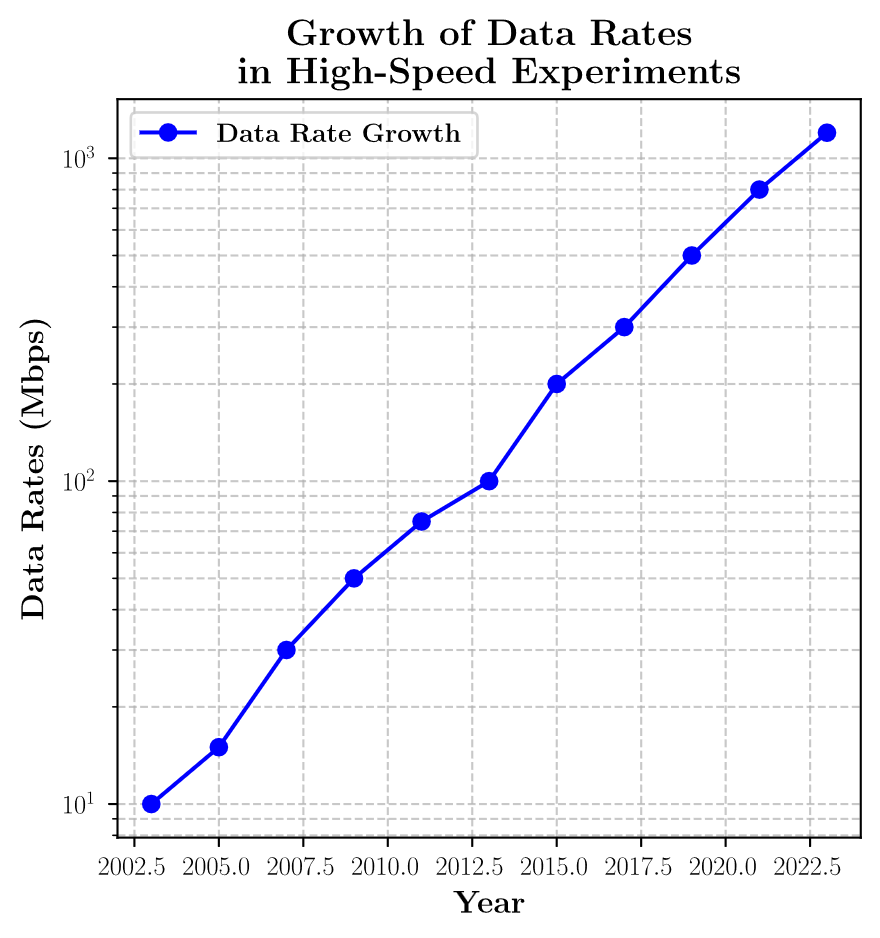 Growth of Data Rates
in High-Speed Experiments
Data Rate Growth
Data Rates (Mbps)
10³
10²
10¹
2002.5 2005.0 2007.5 2010.0 2012.5 2015.0 2017.5 2020.0 2022.5
Year